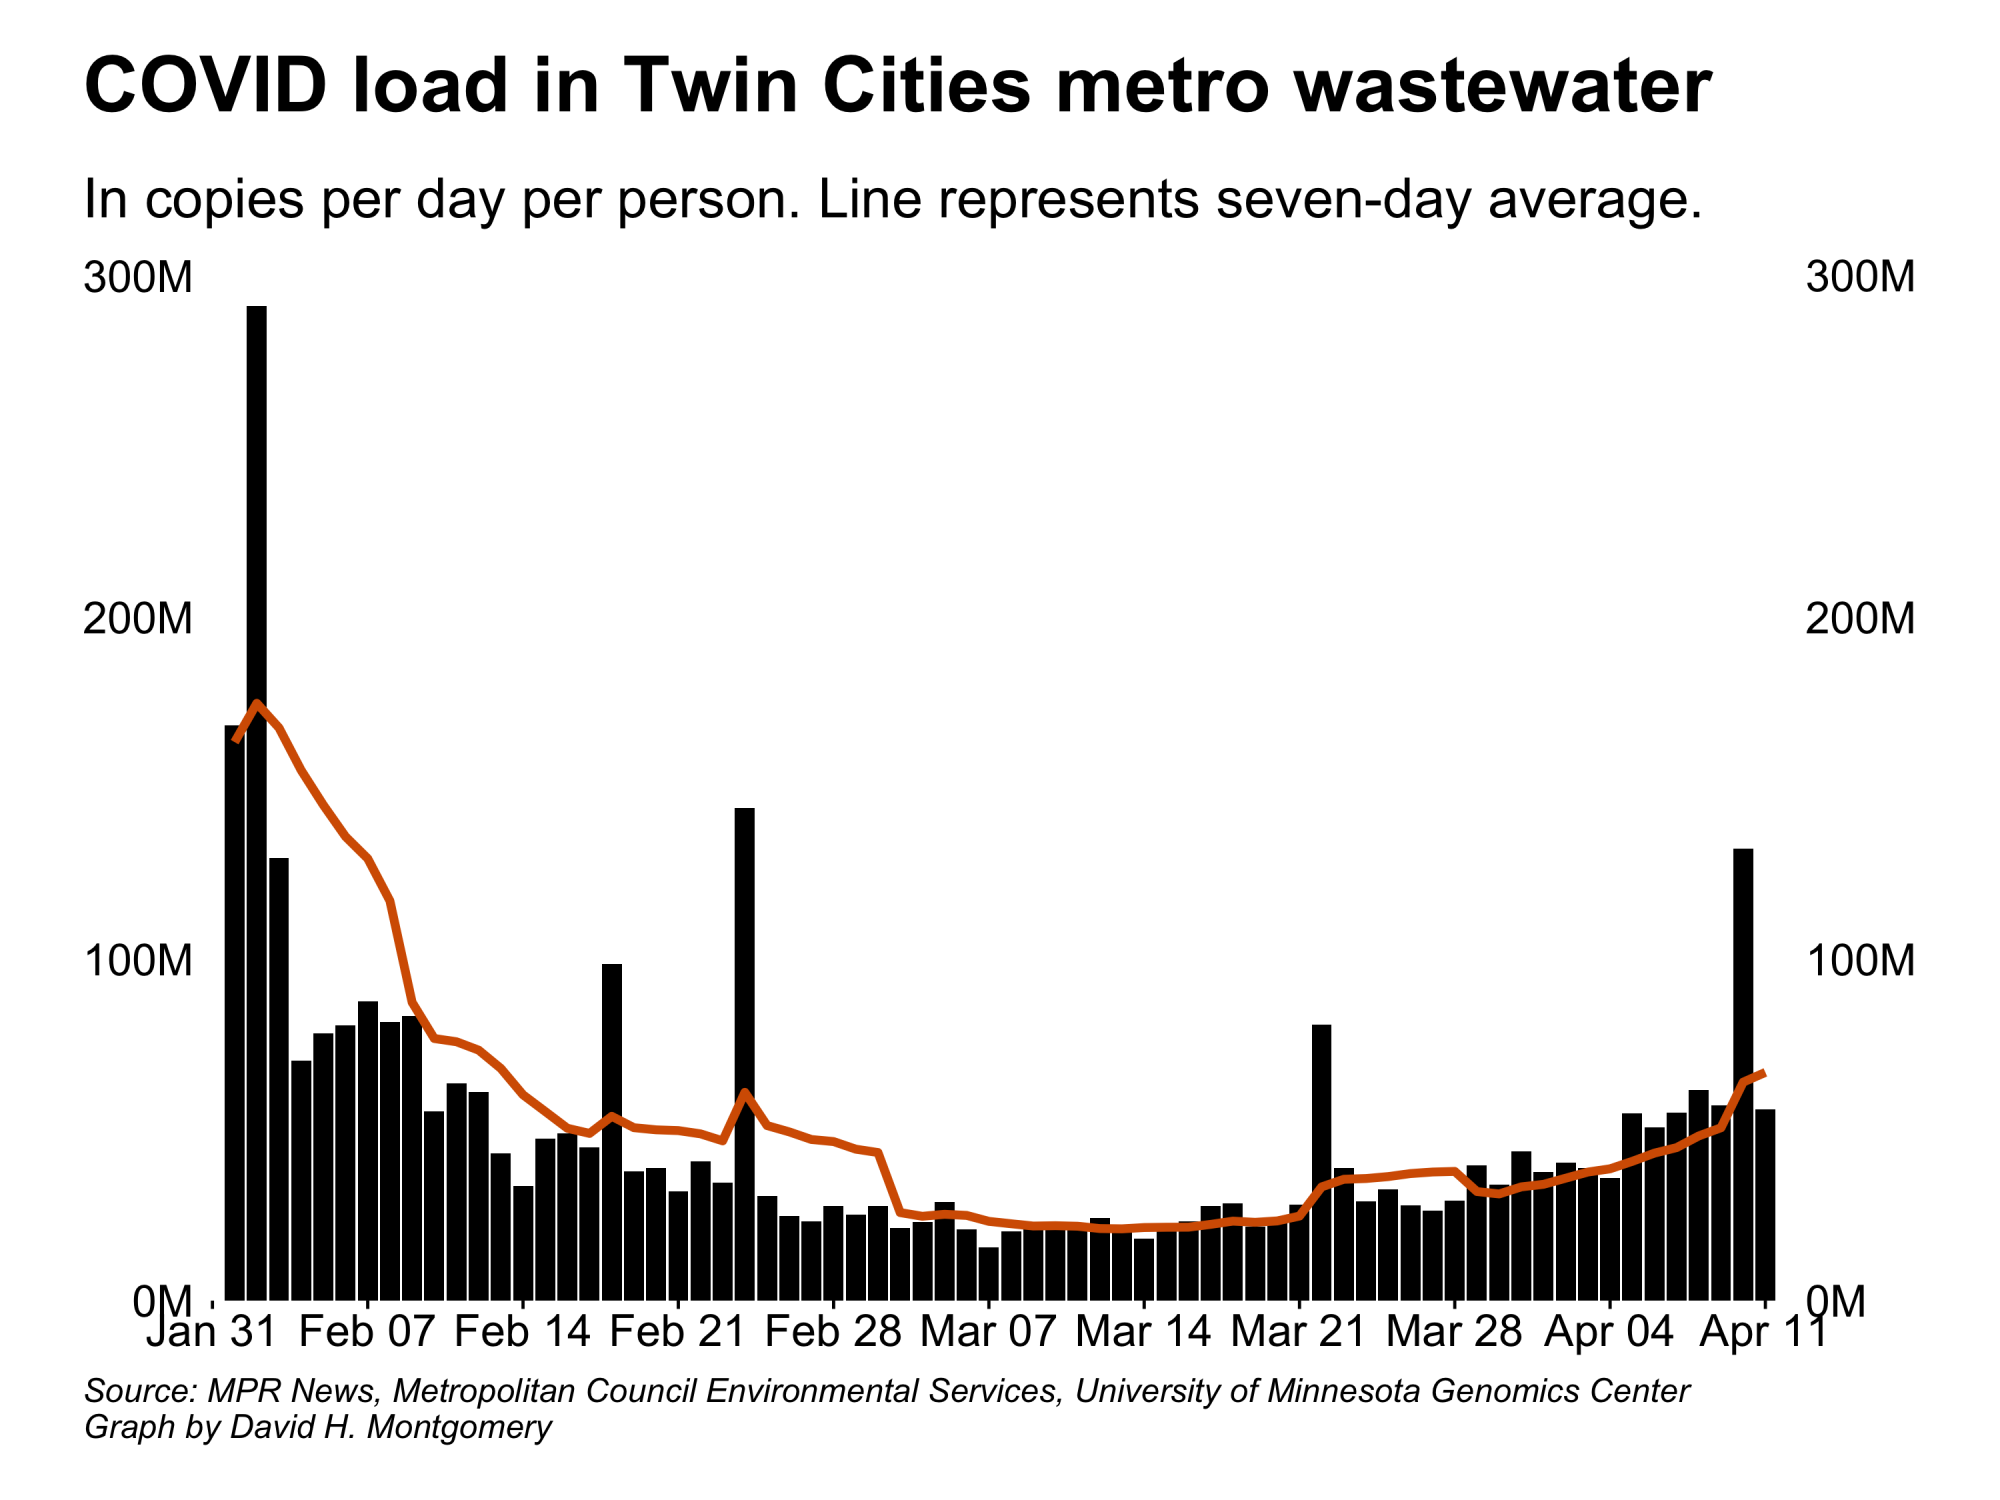 COVID load in Twin Cities metro wastewater
In copies per day per person. Line represents seven-day average.
300M 300M
200M 200M
100M 100M
0M 0M
Jan 31 Feb 07 Feb 14 Feb 21 Feb 28 Mar 07 Mar 14 Mar 21 Mar 28 Apr 04 Apr 11
Source: MPR News, Metropolitan Council Environmental Services, University of Minnesota Genomics Center
Graph by David H. Montgomery